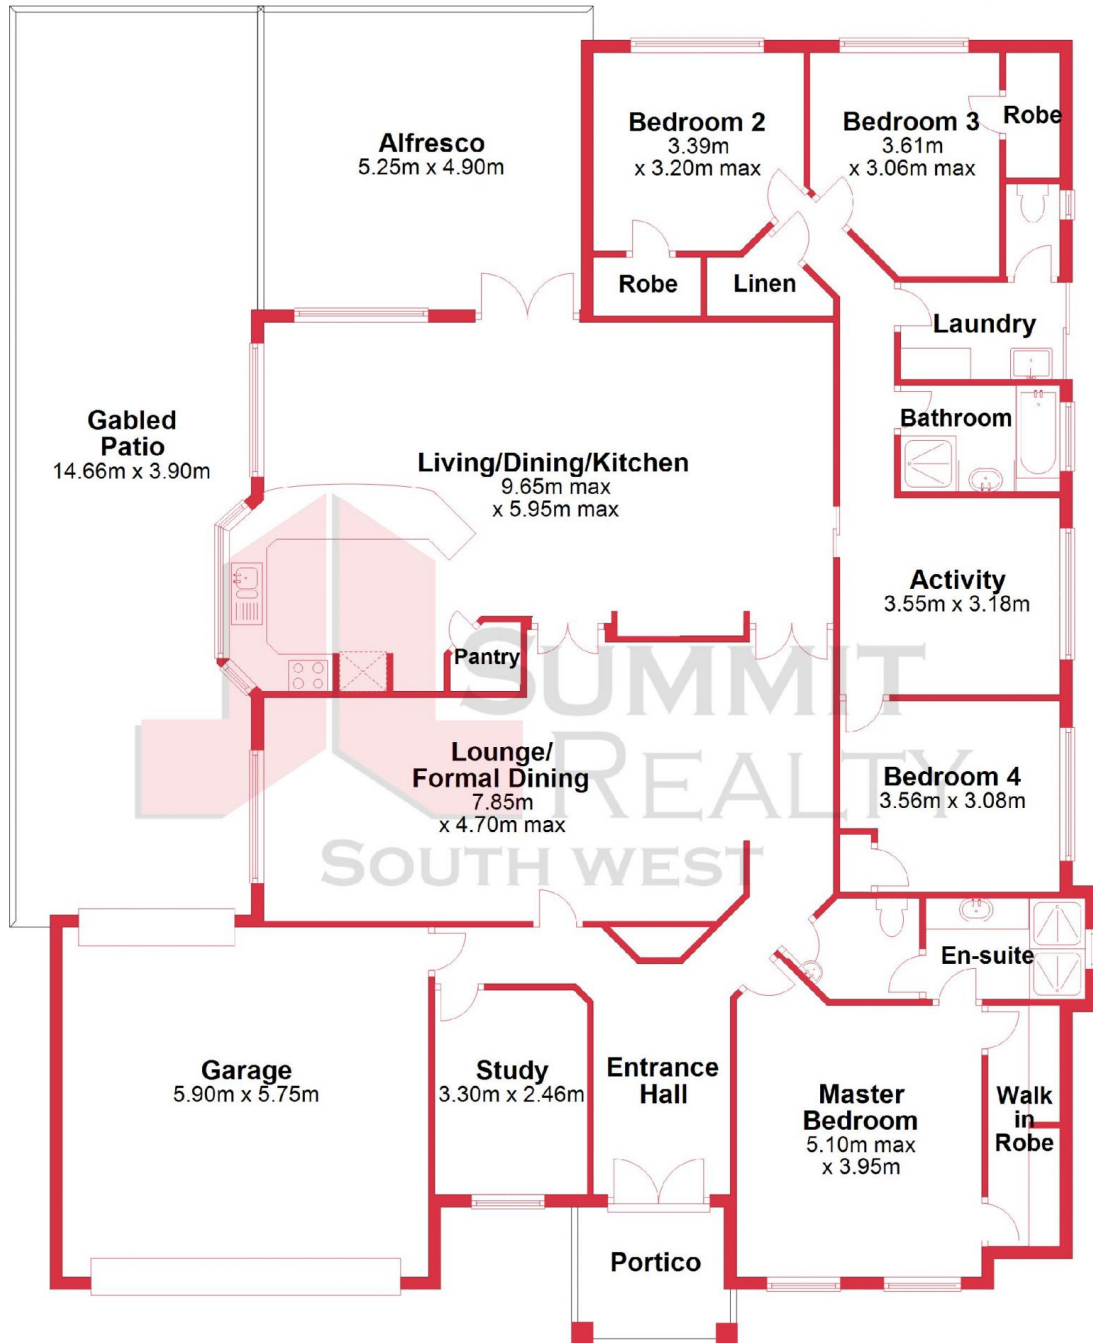 Bedroom 2
3.39m
x 3.20m max
Bedroom 3
3.61m
x 3.06m max
Robe
Alfresco
5.25m x 4.90m
Robe
Linen
Laundry
Gabled
Patio
14.66m x 3.90m
Bathroom
Living/Dining/Kitchen
9.65m max
x 5.95m max
Activity
3.55m x 3.18m
Pantry
SUMMIT
REALTY
SOUTH WEST
Lounge/
Formal Dining
7.85m
x 4.70m max
Bedroom 4
3.56m x 3.08m
En-suite
Garage
5.90m x 5.75m
Study
3.30m x 2.46m
Entrance
Hall
Master
Bedroom
5.10m max
x 3.95m
Walk
in
Robe
Portico